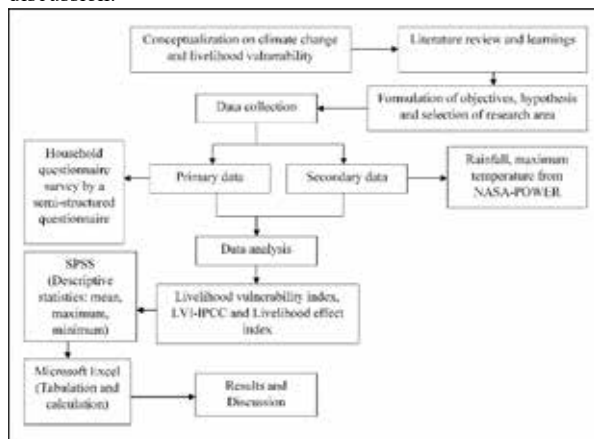 discussion.
Conceptualization on climate change
and livelihood vulnrability
Literature review and learnings
Formulation of objectives, hypothesis
and selection of research area
Data collection
Household
questionnaire
survey by a
semi-structured
questionnaire
Primary data
Secondary data
Rainfall, maximum
temperature from
NASA-POWER
Data analysis
SPSS
(Descriptive
statistics: mean,
maximum,
minimum)
Livelihood vulnerability index,
LVI-IPCC and Livelihood effect
index
Microsoft Excel
(Tabulation and
calculation)
Results and
Discussion